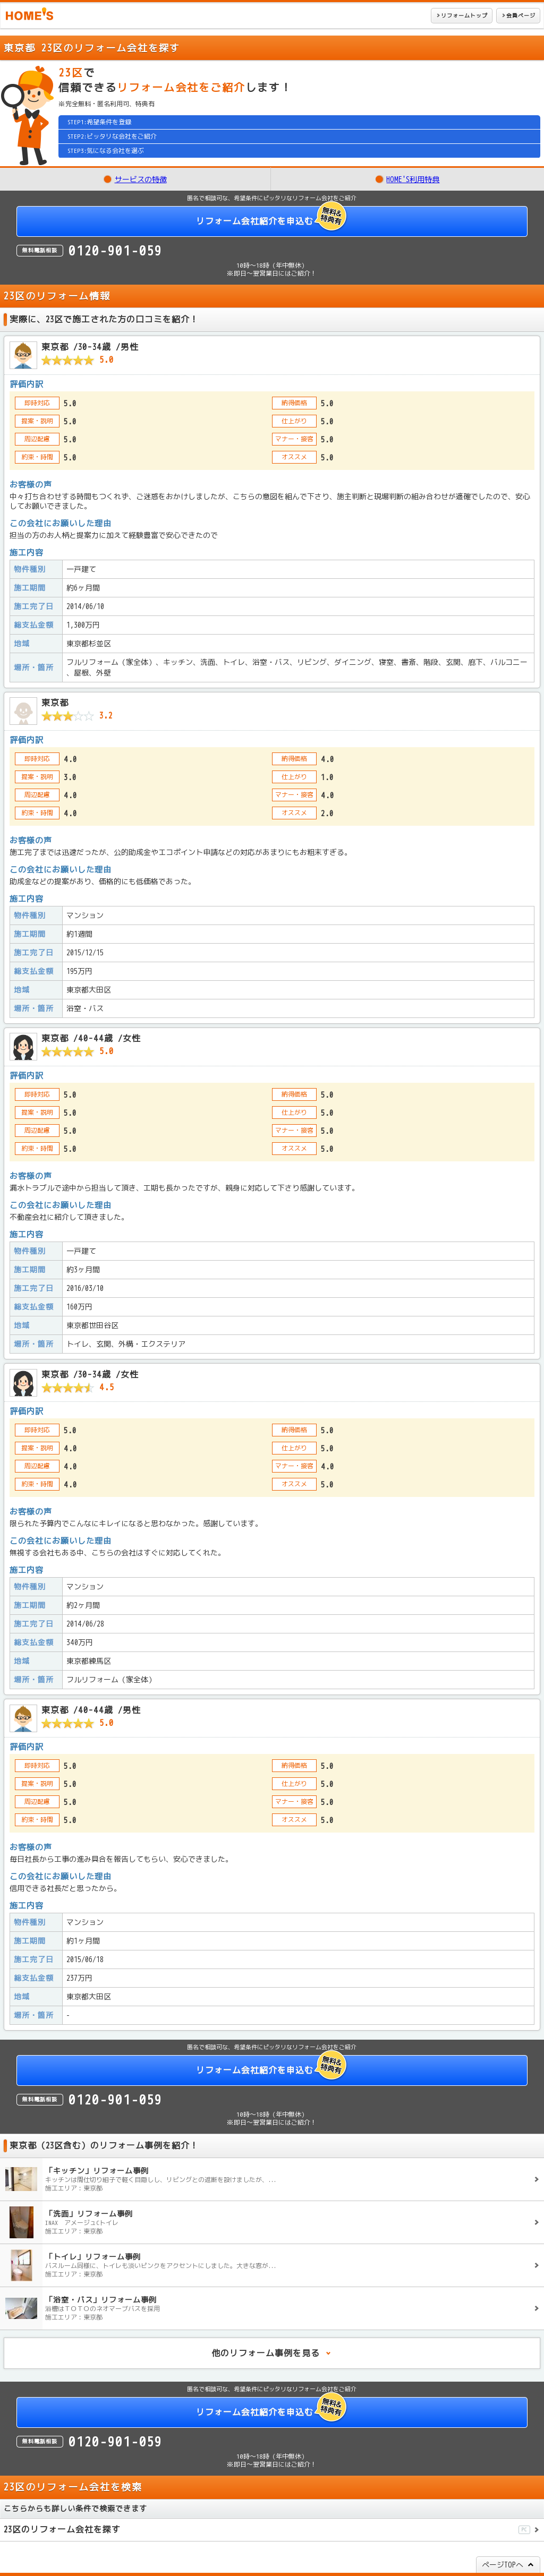 HOME'S
リフォームトップ
会員ページ
東京都 23区のリフォーム会社を探す
23区で
信頼できるリフォーム会社をご紹介します！
※完全無料・匿名利用可、特典有
STEP1:希望条件を登録
STEP2:ピッタリな会社をご紹介
STEP3:気になる会社を選ぶ
サービスの特徴
HOME'S利用特典
匿名で相談可な、希望条件にピッタリなリフォーム会社をご紹介
リフォーム会社紹介を申込む
無料&特典有
無料電話相談 0120-901-059
10時～18時（年中無休）
※即日～翌営業日にはご紹介！
23区のリフォーム情報
実際に、23区で施工された方の口コミを紹介！
東京都 /30-34歳 /男性
5.0
評価内訳
即時対応 5.0 納得価格 5.0
提案・説明 5.0 仕上がり 5.0
周辺配慮 5.0 マナー・接客 5.0
約束・時間 5.0 オススメ 5.0
お客様の声
中々打ち合わせする時間もつくれず、ご迷惑をおかけしましたが、こちらの意図を組んで下さり、施主判断と現場判断の組み合わせが適確でしたので、安心してお願いできました。
この会社にお願いした理由
担当の方のお人柄と提案力に加えて経験豊富で安心できたので
施工内容
物件種別 一戸建て
施工期間 約6ヶ月間
施工完了日 2014/06/10
総支払金額 1,300万円
地域 東京都杉並区
場所・箇所 フルリフォーム（家全体）、キッチン、洗面、トイレ、浴室・バス、リビング、ダイニング、寝室、書斎、階段、玄関、廊下、バルコニー、屋根、外壁
東京都
3.2
評価内訳
即時対応 4.0 納得価格 4.0
提案・説明 3.0 仕上がり 1.0
周辺配慮 4.0 マナー・接客 4.0
約束・時間 4.0 オススメ 2.0
お客様の声
施工完了までは迅速だったが、公的助成金やエコポイント申請などの対応があまりにもお粗末すぎる。
この会社にお願いした理由
助成金などの提案があり、価格的にも低価格であった。
施工内容
物件種別 マンション
施工期間 約1週間
施工完了日 2015/12/15
総支払金額 195万円
地域 東京都大田区
場所・箇所 浴室・バス
東京都 /40-44歳 /女性
5.0
評価内訳
即時対応 5.0 納得価格 5.0
提案・説明 5.0 仕上がり 5.0
周辺配慮 5.0 マナー・接客 5.0
約束・時間 5.0 オススメ 5.0
お客様の声
漏水トラブルで途中から担当して頂き、工期も長かったですが、親身に対応して下さり感謝しています。
この会社にお願いした理由
不動産会社に紹介して頂きました。
施工内容
物件種別 一戸建て
施工期間 約3ヶ月間
施工完了日 2016/03/10
総支払金額 160万円
地域 東京都世田谷区
場所・箇所 トイレ、玄関、外構・エクステリア
東京都 /30-34歳 /女性
4.5
評価内訳
即時対応 5.0 納得価格 5.0
提案・説明 4.0 仕上がり 5.0
周辺配慮 4.0 マナー・接客 4.0
約束・時間 4.0 オススメ 5.0
お客様の声
限られた予算内でこんなにキレイになると思わなかった。感謝しています。
この会社にお願いした理由
無視する会社もある中、こちらの会社はすぐに対応してくれた。
施工内容
物件種別 マンション
施工期間 約2ヶ月間
施工完了日 2014/06/28
総支払金額 340万円
地域 東京都練馬区
場所・箇所 フルリフォーム（家全体）
東京都 /40-44歳 /男性
5.0
評価内訳
即時対応 5.0 納得価格 5.0
提案・説明 5.0 仕上がり 5.0
周辺配慮 5.0 マナー・接客 5.0
約束・時間 5.0 オススメ 5.0
お客様の声
毎日社長から工事の進み具合を報告してもらい、安心できました。
この会社にお願いした理由
信用できる社長だと思ったから。
施工内容
物件種別 マンション
施工期間 約1ヶ月間
施工完了日 2015/06/18
総支払金額 237万円
地域 東京都大田区
場所・箇所 -
匿名で相談可な、希望条件にピッタリなリフォーム会社をご紹介
リフォーム会社紹介を申込む
無料&特典有
無料電話相談 0120-901-059
10時～18時（年中無休）
※即日～翌営業日にはご紹介！
東京都（23区含む）のリフォーム事例を紹介！
「キッチン」リフォーム事例
キッチンは間仕切り組子で軽く目隠しし、リビングとの遮断を設けましたが、...
施工エリア：東京都
「洗面」リフォーム事例
INAX アメージュCトイレ
施工エリア：東京都
「トイレ」リフォーム事例
バスルーム同様に、トイレも淡いピンクをアクセントにしました。大きな窓が...
施工エリア：東京都
「浴室・バス」リフォーム事例
浴槽はTOTOのネオマーブバスを採用
施工エリア：東京都
他のリフォーム事例を見る
匿名で相談可な、希望条件にピッタリなリフォーム会社をご紹介
リフォーム会社紹介を申込む
無料&特典有
無料電話相談 0120-901-059
10時～18時（年中無休）
※即日～翌営業日にはご紹介！
23区のリフォーム会社を検索
こちらからも詳しい条件で検索できます
23区のリフォーム会社を探す
PC
ページTOPへ